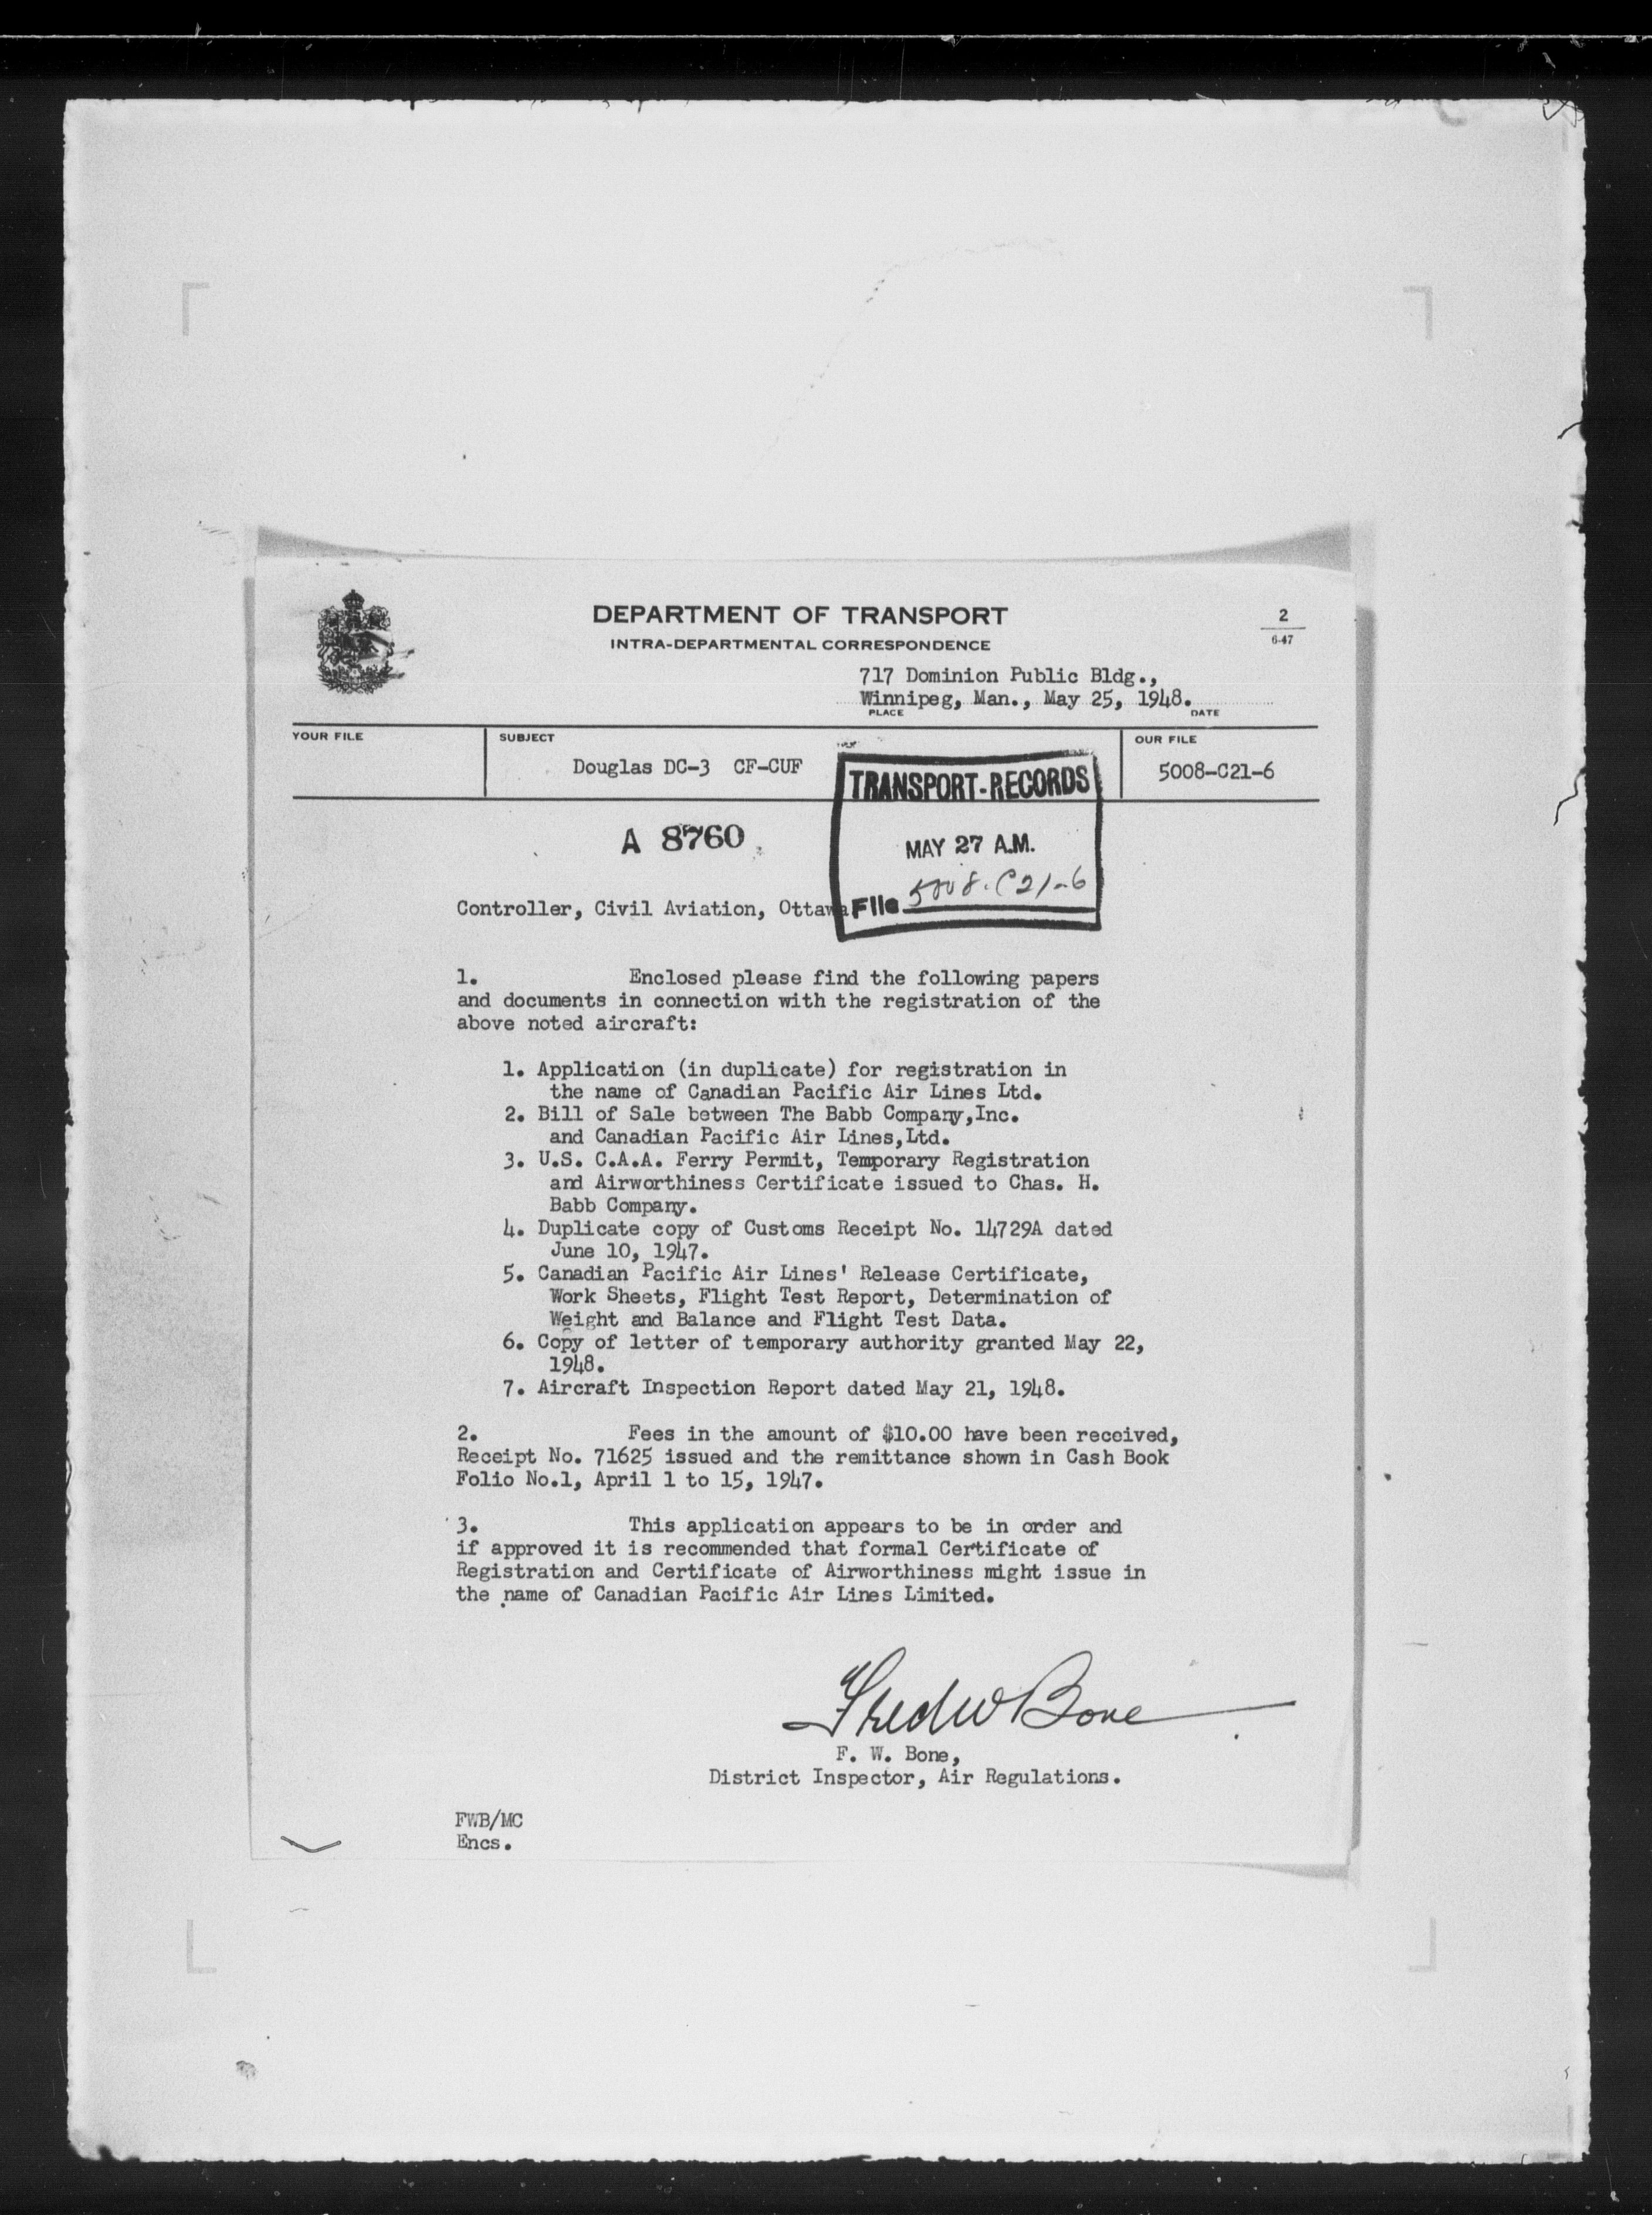 DEPARTMENT OF TRANSPORT
INTRA-DEPARTMENTAL CORRESPONDENCE
2
6-47
717 Dominion Public Bldg.,
Winnipeg, Man., May 25, 1948.
PLACE
DATE
YOUR FILE
SUBJECT
Douglas DC-3 CF-CUF
OUR FILE
5008-C21-6
TRANSPORT-RECORDS
MAY 27 A.M.
File 5008-C21-6
A 8760
Controller, Civil Aviation, Ottawa
1. Enclosed please find the following papers
and documents in connection with the registration of the
above noted aircraft:
1. Application (in duplicate) for registration in
the name of Canadian Pacific Air Lines Ltd.
2. Bill of Sale between The Babb Company,Inc.
and Canadian Pacific Air Lines,Ltd.
3. U.S. C.A.A. Ferry Permit, Temporary Registration
and Airworthiness Certificate issued to Chas. H.
Babb Company.
4. Duplicate copy of Customs Receipt No. 14729A dated
June 10, 1947.
5. Canadian Pacific Air Lines' Release Certificate,
Work Sheets, Flight Test Report, Determination of
Weight and Balance and Flight Test Data.
6. Copy of letter of temporary authority granted May 22,
1948.
7. Aircraft Inspection Report dated May 21, 1948.
2. Fees in the amount of $10.00 have been received,
Receipt No. 71625 issued and the remittance shown in Cash Book
Folio No.1, April 1 to 15, 1947.
3. This application appears to be in order and
if approved it is recommended that formal Certificate of
Registration and Certificate of Airworthiness might issue in
the name of Canadian Pacific Air Lines Limited.
Fred W Bone
F. W. Bone,
District Inspector, Air Regulations.
FWB/MC
Encs.